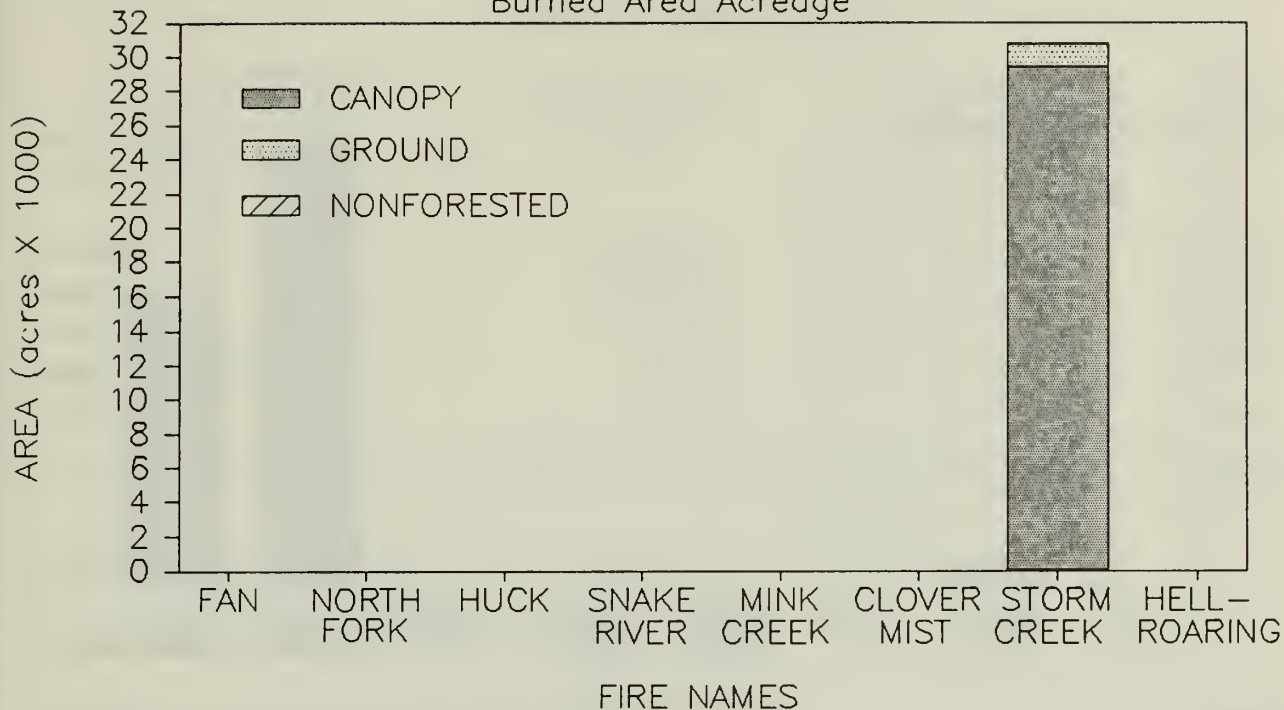 Burned Area Acreage
32
30
28
26
24
22
20
18
16
14
12
10
8
6
4
2
0
AREA (acres X 1000)
CANOPY
GROUND
NONFORESTED
FAN
NORTH FORK
HUCK
SNAKE RIVER
MINK CREEK
CLOVER MIST
STORM CREEK
HELL-
ROARING
FIRE NAMES